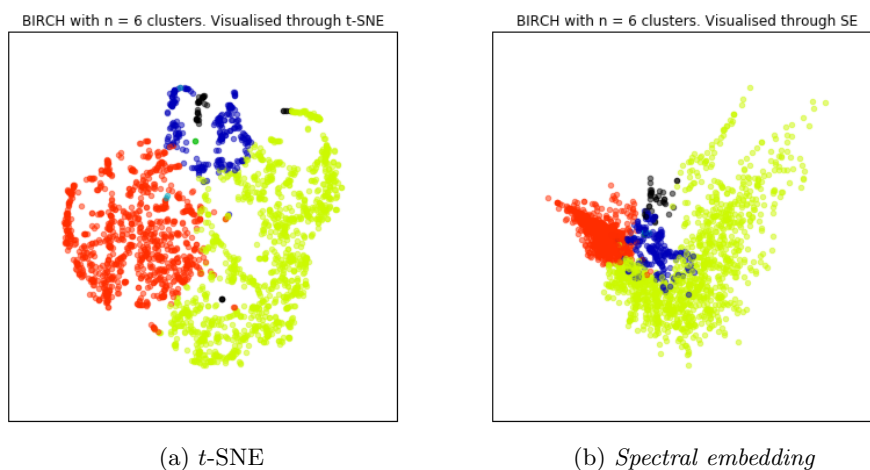 BIRCH with n = 6 clusters. Visualised through t-SNE
BIRCH with n = 6 clusters. Visualised through SE
(a) t-SNE
(b) Spectral embedding